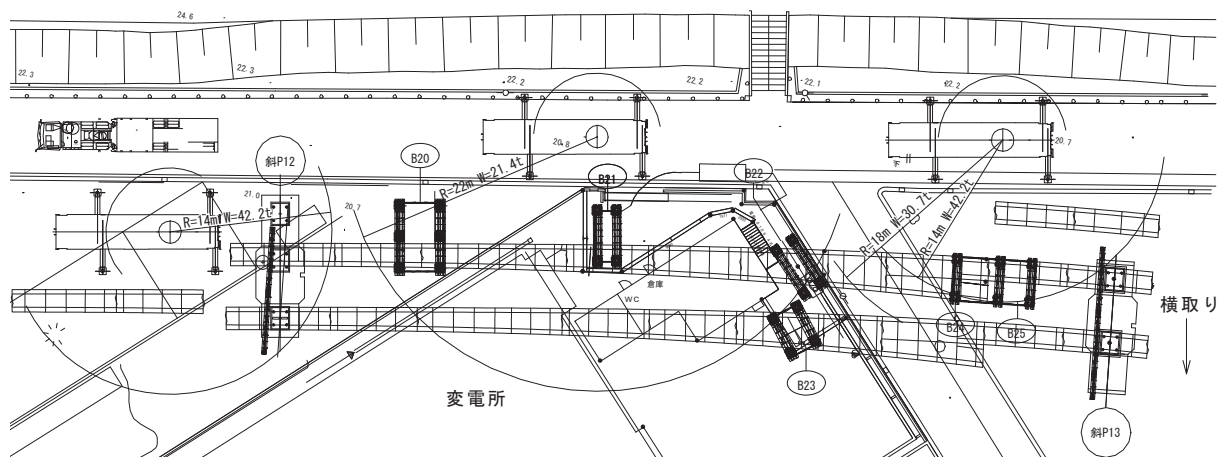 24.6
22.3
22.3
22.2
22.2
22.1
22.2
斜P12
B20
20.8
20.7
下
B21
B22
21.0
20.7
R=22m W=21.4t
R=14m W=42.2t
R=18m W=30.7t
R=14m W=42.2t
倉庫
WC
横取り
B24
B25
B23
変電所
斜P13